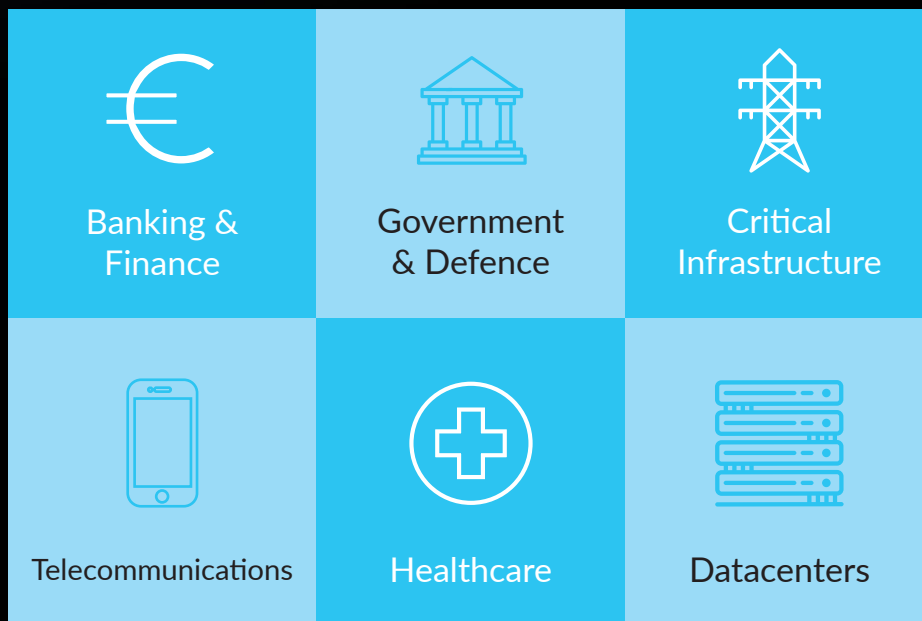 Banking &
Finance
Government
& Defence
Critical
Infrastructure
Telecommunications
Healthcare
Datacenters